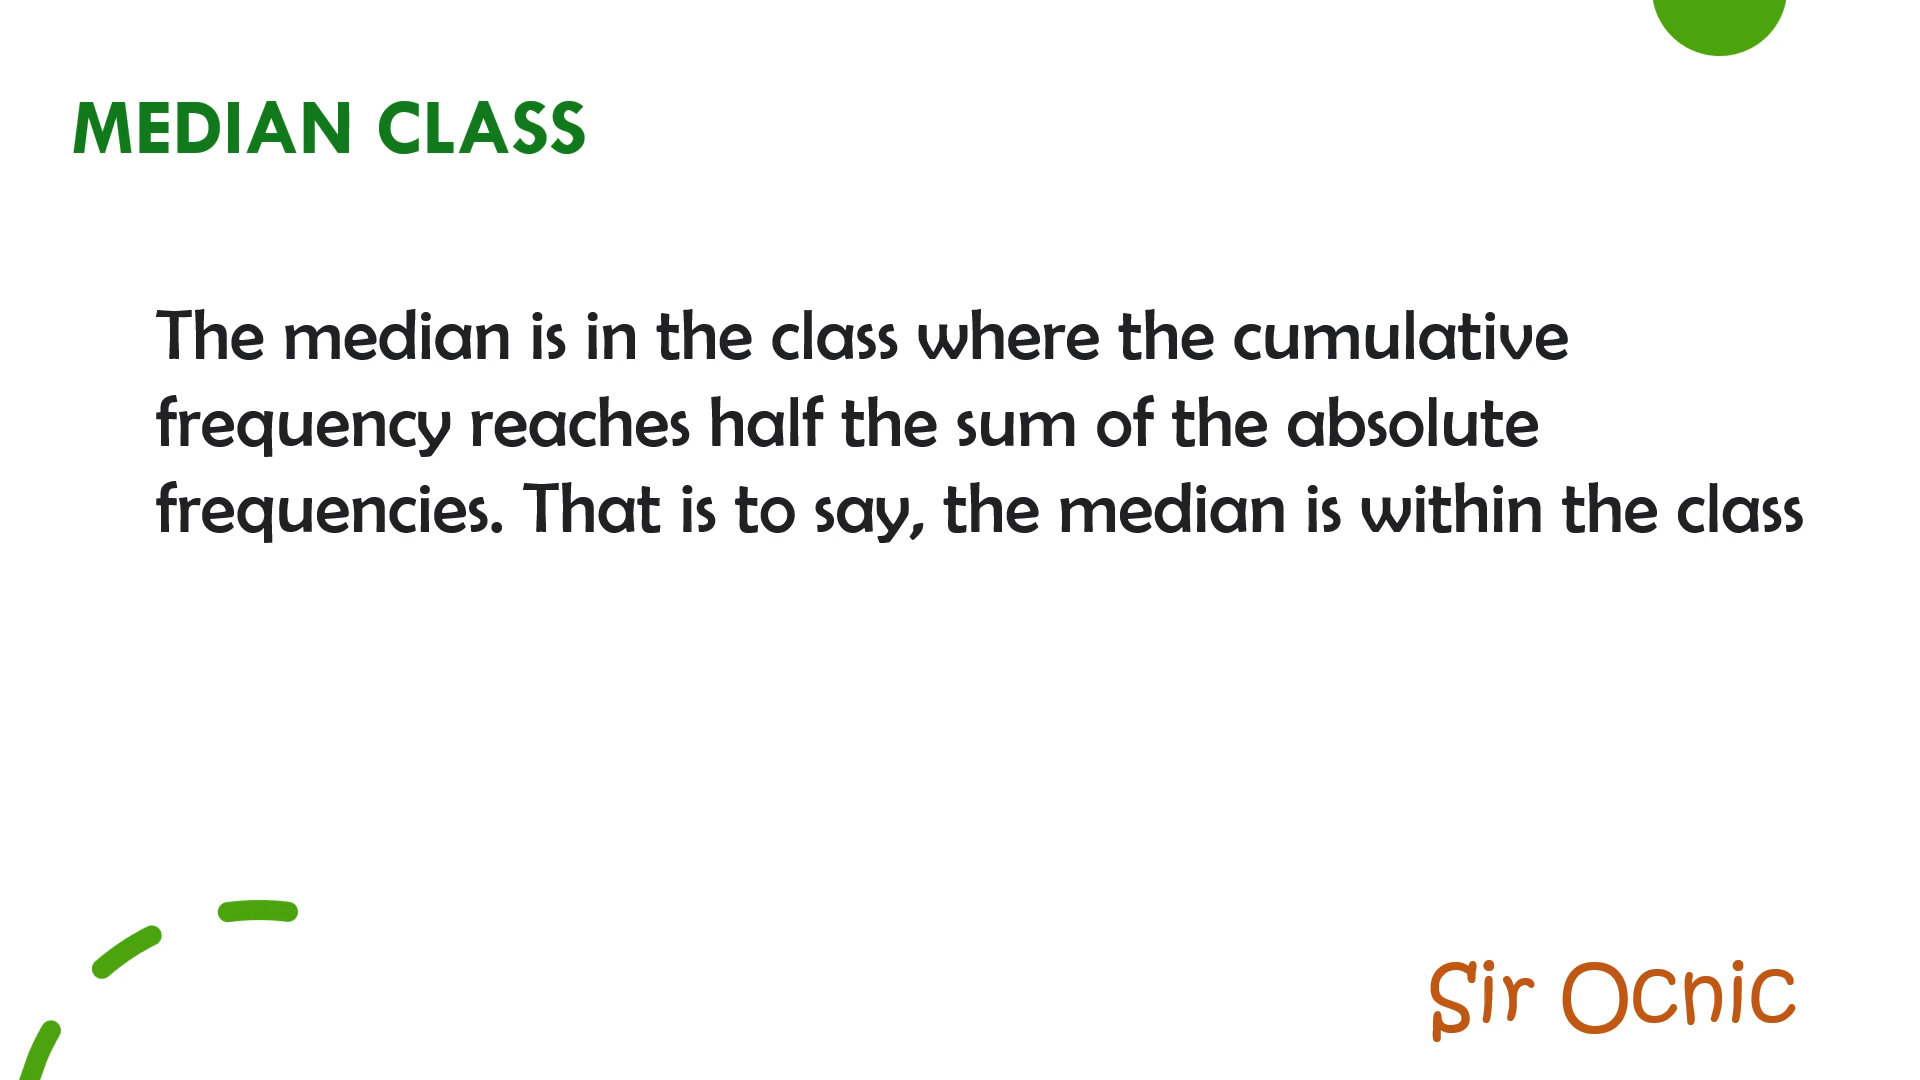 MEDIAN CLASS
The median is in the class where the cumulative
frequency reaches half the sum of the absolute
frequencies. That is to say, the median is within the class
Sir Ocnic